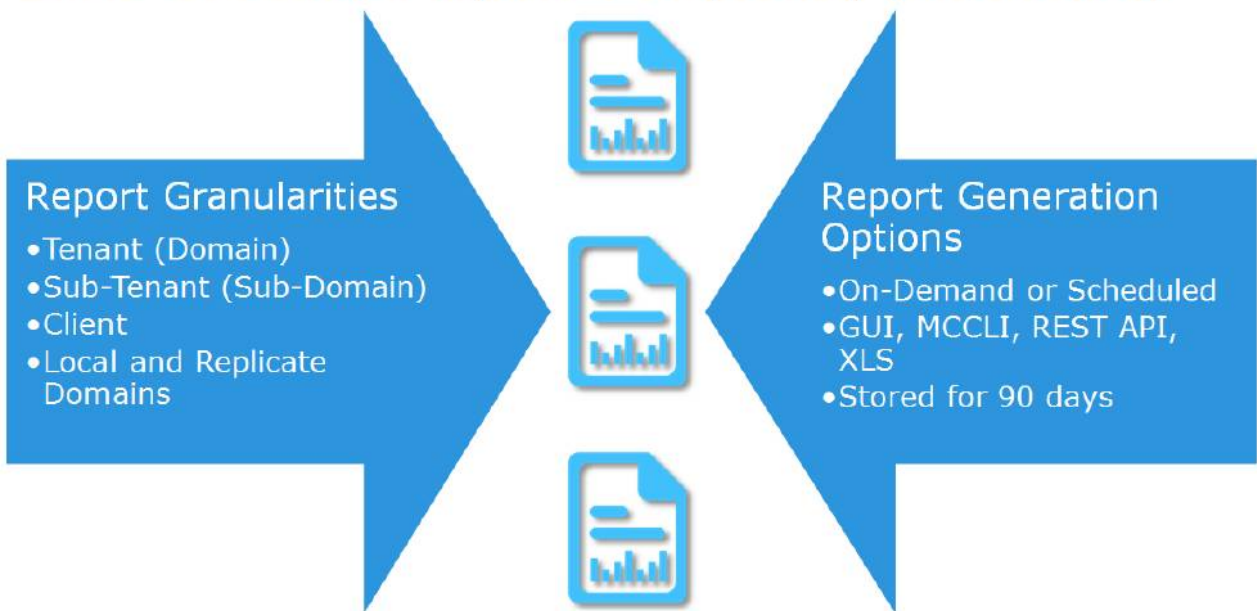 Report Granularities
•Tenant (Domain)
•Sub-Tenant (Sub-Domain)
•Client
•Local and Replicate
Domains
Report Generation
Options
•On-Demand or Scheduled
•GUI, MCCLI, REST API,
XLS
•Stored for 90 days